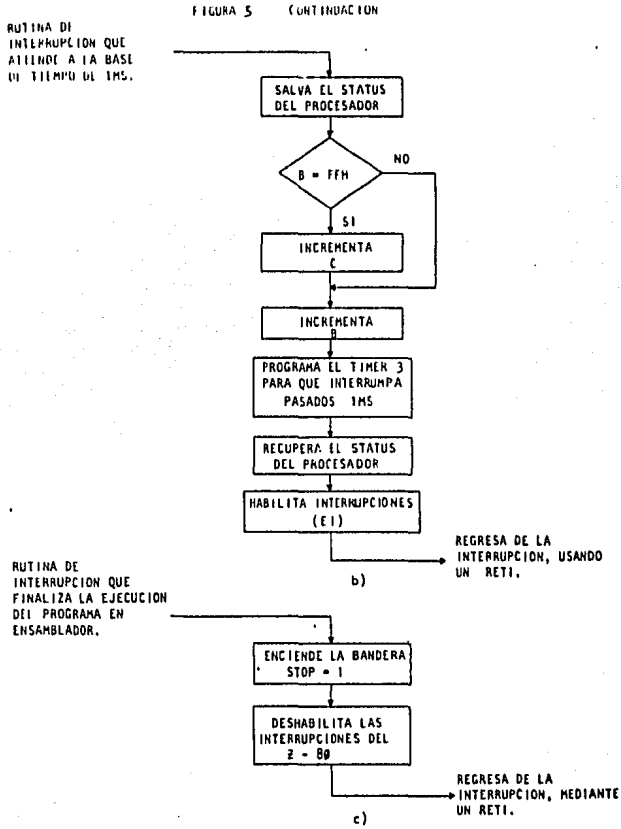 FIGURA 5 CONTINUACION
RUTINA DE
INTERRUPCION QUE
ATIENDE A LA BASE
DE TIEMPO DE 1MS.
SALVA EL STATUS
DEL PROCESADOR
B = FFH
NO
SI
INCREMENTA
C
INCREMENTA
B
PROGRAMA EL TIMER 3
PARA QUE INTERRUMPA
PASADOS 1MS
RECUPERA EL STATUS
DEL PROCESADOR
HABILITA INTERRUPCIONES
(EI)
REGRESA DE LA
INTERRUPCION, USANDO
UN RETI.
b)
RUTINA DE
INTERRUPCION QUE
FINALIZA LA EJECUCION
DEL PROGRAMA EN
ENSAMBLADOR.
ENCIENDE LA BANDERA
STOP = 1
DESHABILITA LAS
INTERRUPCIONES DEL
Z - 80
REGRESA DE LA
INTERRUPCION, MEDIANTE
UN RETI.
c)